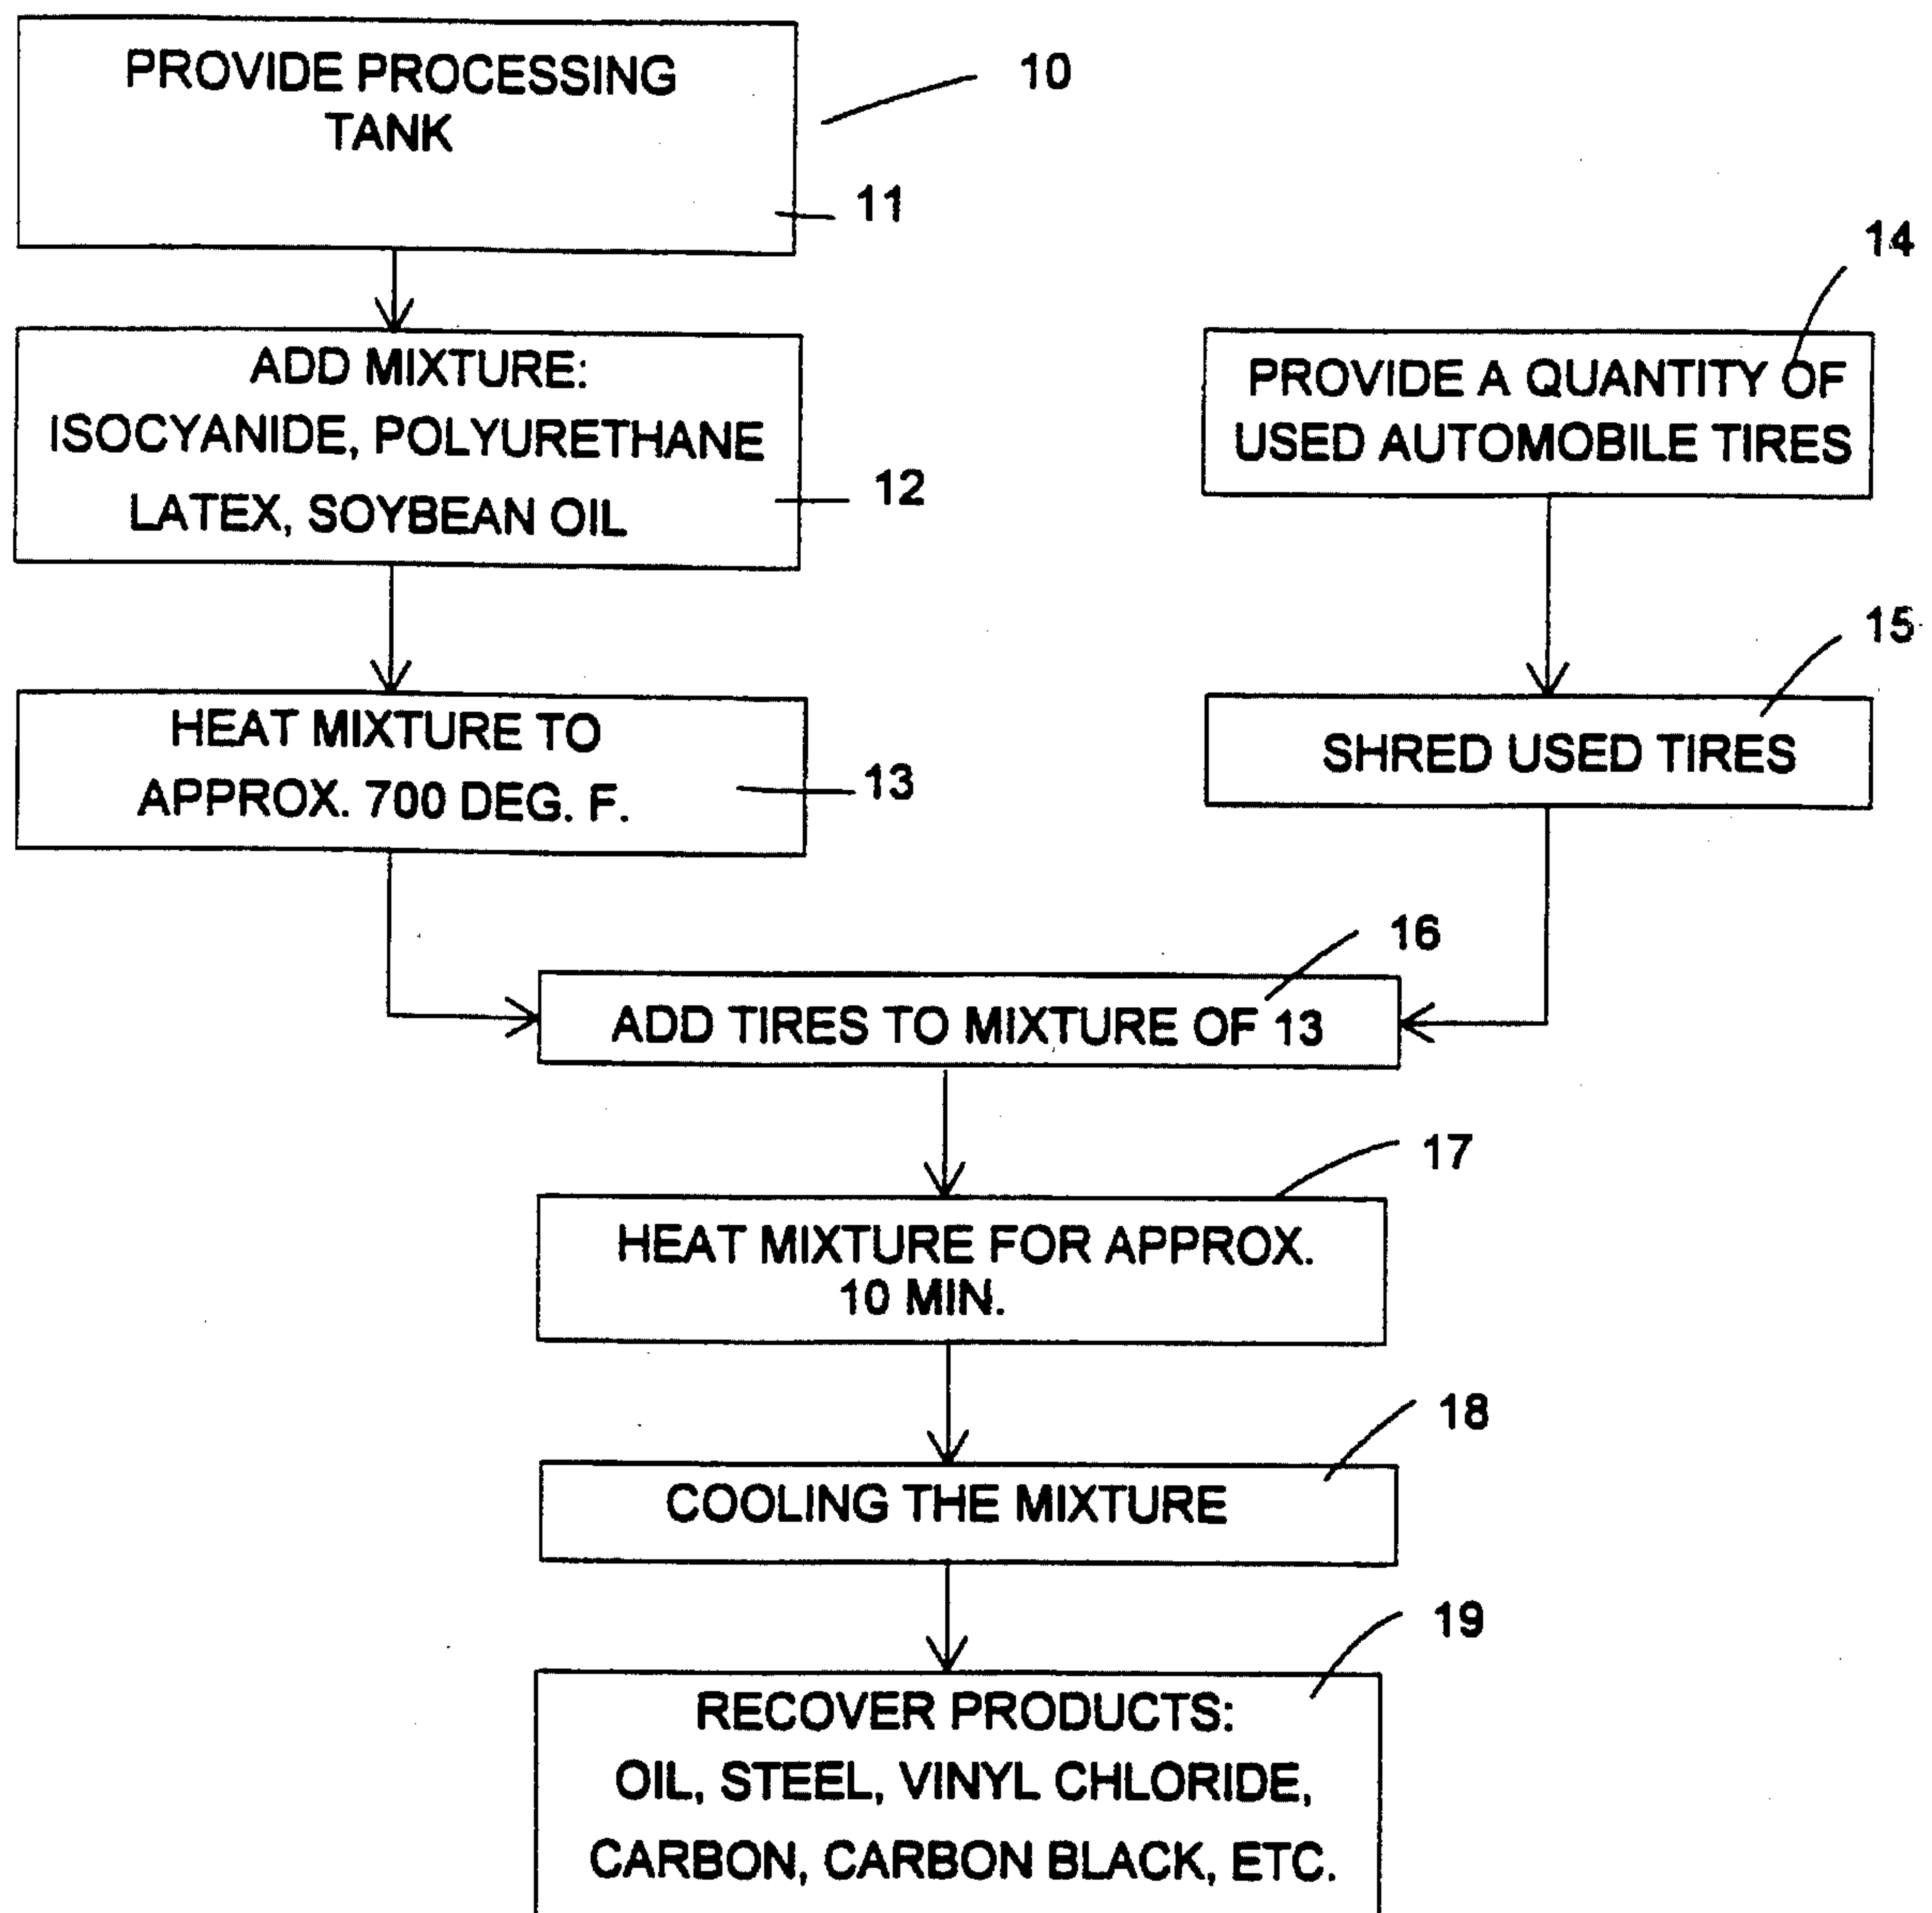 PROVIDE PROCESSING
TANK
10
11
ADD MIXTURE:
ISOCYANIDE, POLYURETHANE
LATEX, SOYBEAN OIL
12
HEAT MIXTURE TO
APPROX. 700 DEG. F.
13
14
PROVIDE A QUANTITY OF
USED AUTOMOBILE TIRES
15
SHRED USED TIRES
16
ADD TIRES TO MIXTURE OF 13
17
HEAT MIXTURE FOR APPROX.
10 MIN.
18
COOLING THE MIXTURE
19
RECOVER PRODUCTS:
OIL, STEEL, VINYL CHLORIDE,
CARBON, CARBON BLACK, ETC.